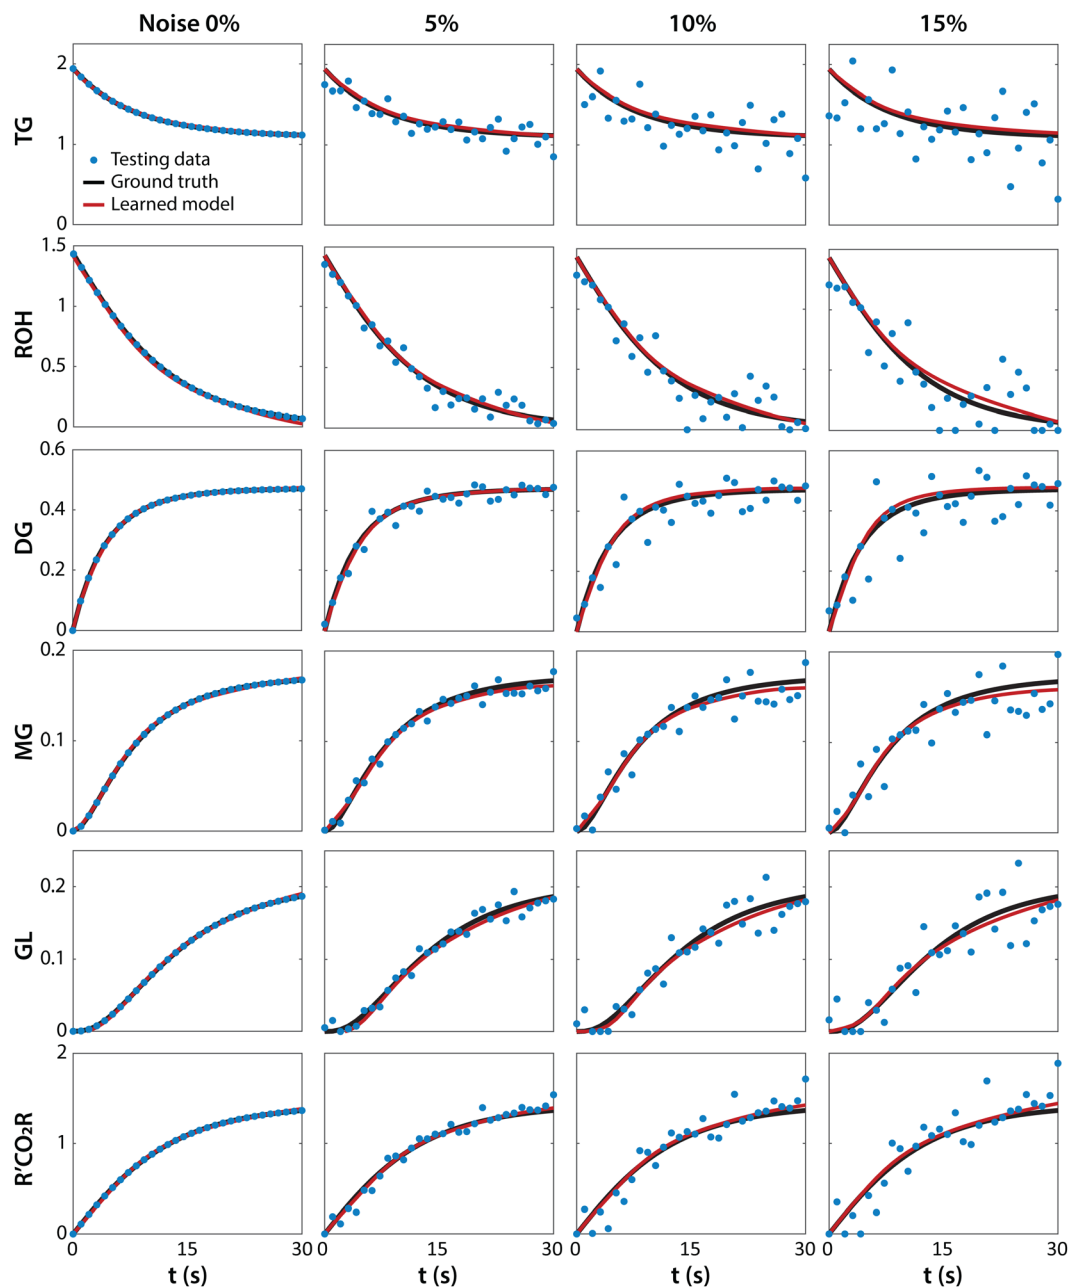 Noise 0% 5% 10% 15%
TG
2
1
0
Testing data
Ground truth
Learned model
ROH
1.5
1
0.5
0
DG
0.6
0.4
0.2
0
MG
0.2
0.1
0
GL
0.2
0.1
0
R'CO₂R
2
1
0
0 15 30 0 15 30 0 15 30 0 15 30
t (s) t (s) t (s) t (s)